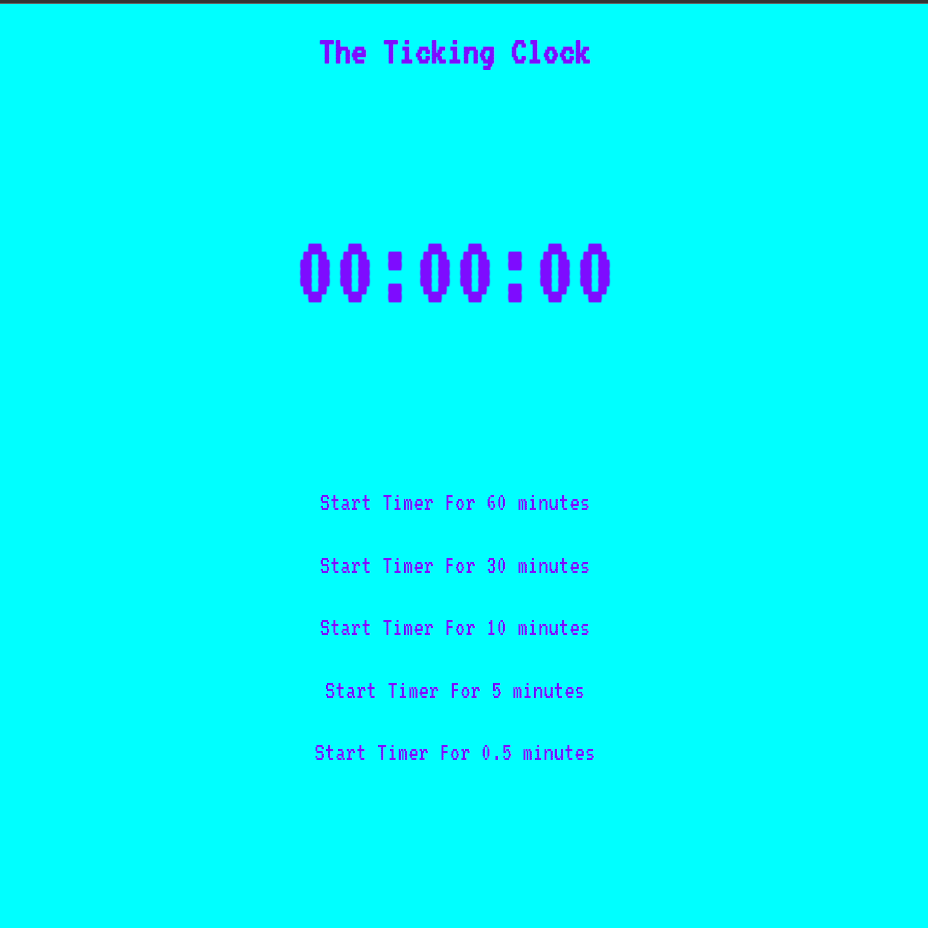 The Ticking Clock
00:00:00
Start Timer For 60 minutes
Start Timer For 30 minutes
Start Timer For 10 minutes
Start Timer For 5 minutes
Start Timer For 0.5 minutes